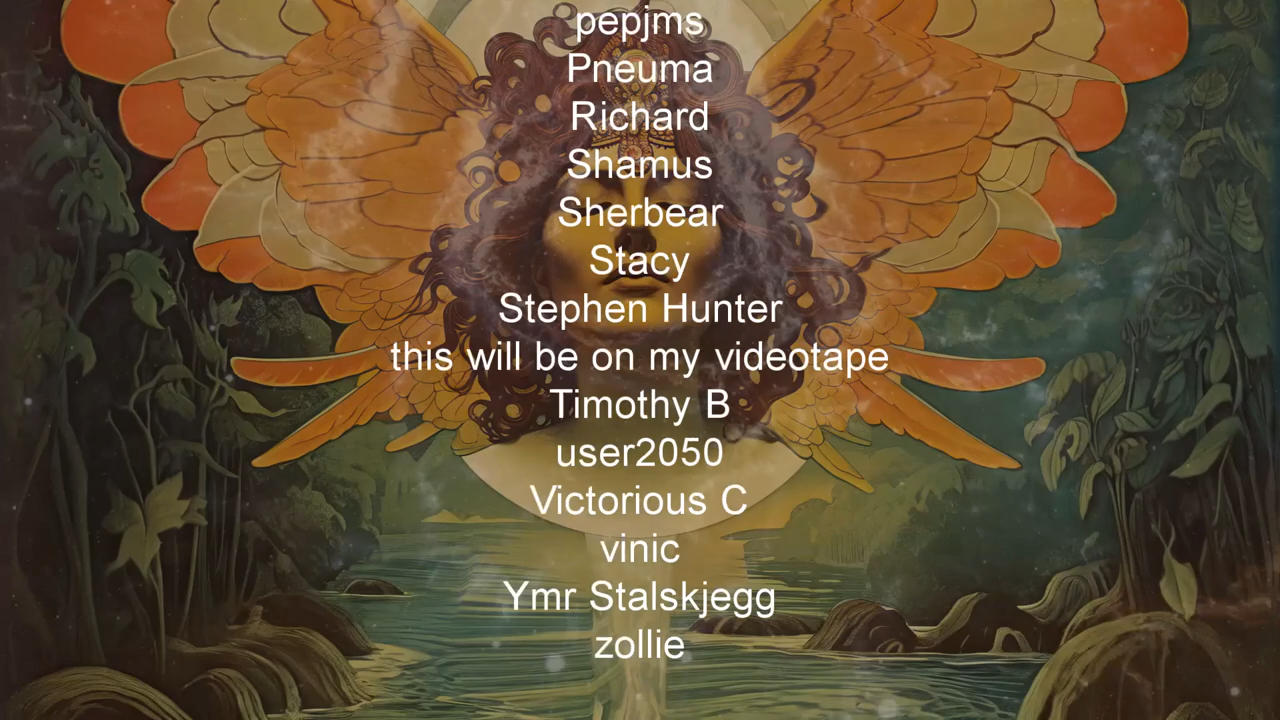 pepjms
Pneuma
Richard
Shamus
Sherbear
Stacy
Stephen Hunter
this will be on my videotape
Timothy B
user2050
Victorious C
vinic
Ymr Stalskjegg
zollie